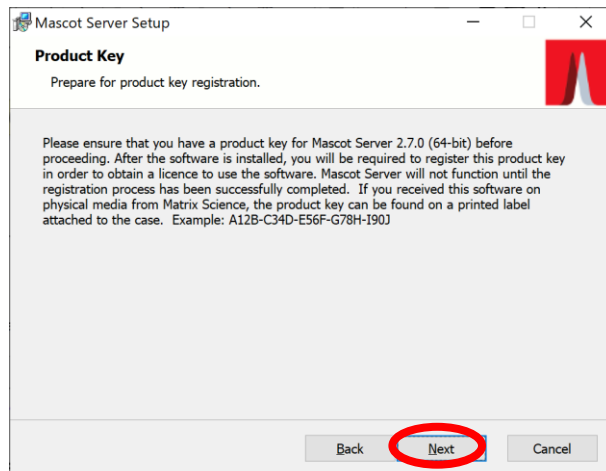 Mascot Server Setup
Product Key
Prepare for product key registration.
Please ensure that you have a product key for Mascot Server 2.7.0 (64-bit) before
proceeding. After the software is installed, you will be required to register this product key
in order to obtain a licence to use the software. Mascot Server will not function until the
registration process has been successfully completed.  If you received this software on
physical media from Matrix Science, the product key can be found on a printed label
attached to the case.  Example: A12B-C34D-E56F-G78H-I90J
Back Next Cancel